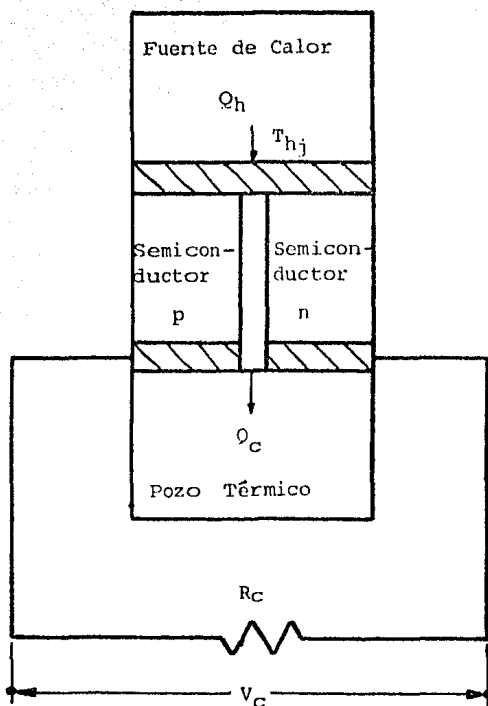 Fuente de Calor
Qh
Thj
Semicon-
ductor
p
Semicon-
ductor
n
Qc
Pozo Térmico
Rc
Vc